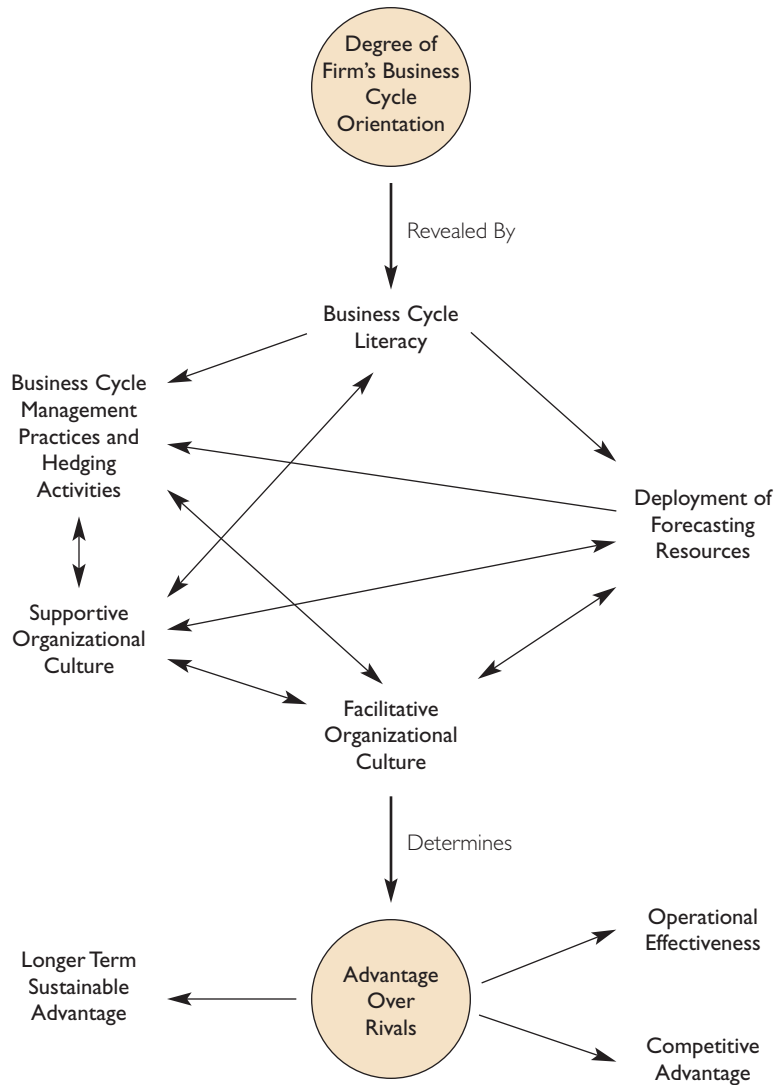 Degree of
Firm's Business
Cycle
Orientation
Revealed By
Business Cycle
Literacy
Business Cycle
Management
Practices and
Hedging
Activities
Deployment of
Forecasting
Resources
Supportive
Organizational
Culture
Facilitative
Organizational
Culture
Determines
Operational
Effectiveness
Longer Term
Sustainable
Advantage
Advantage
Over
Rivals
Competitive
Advantage